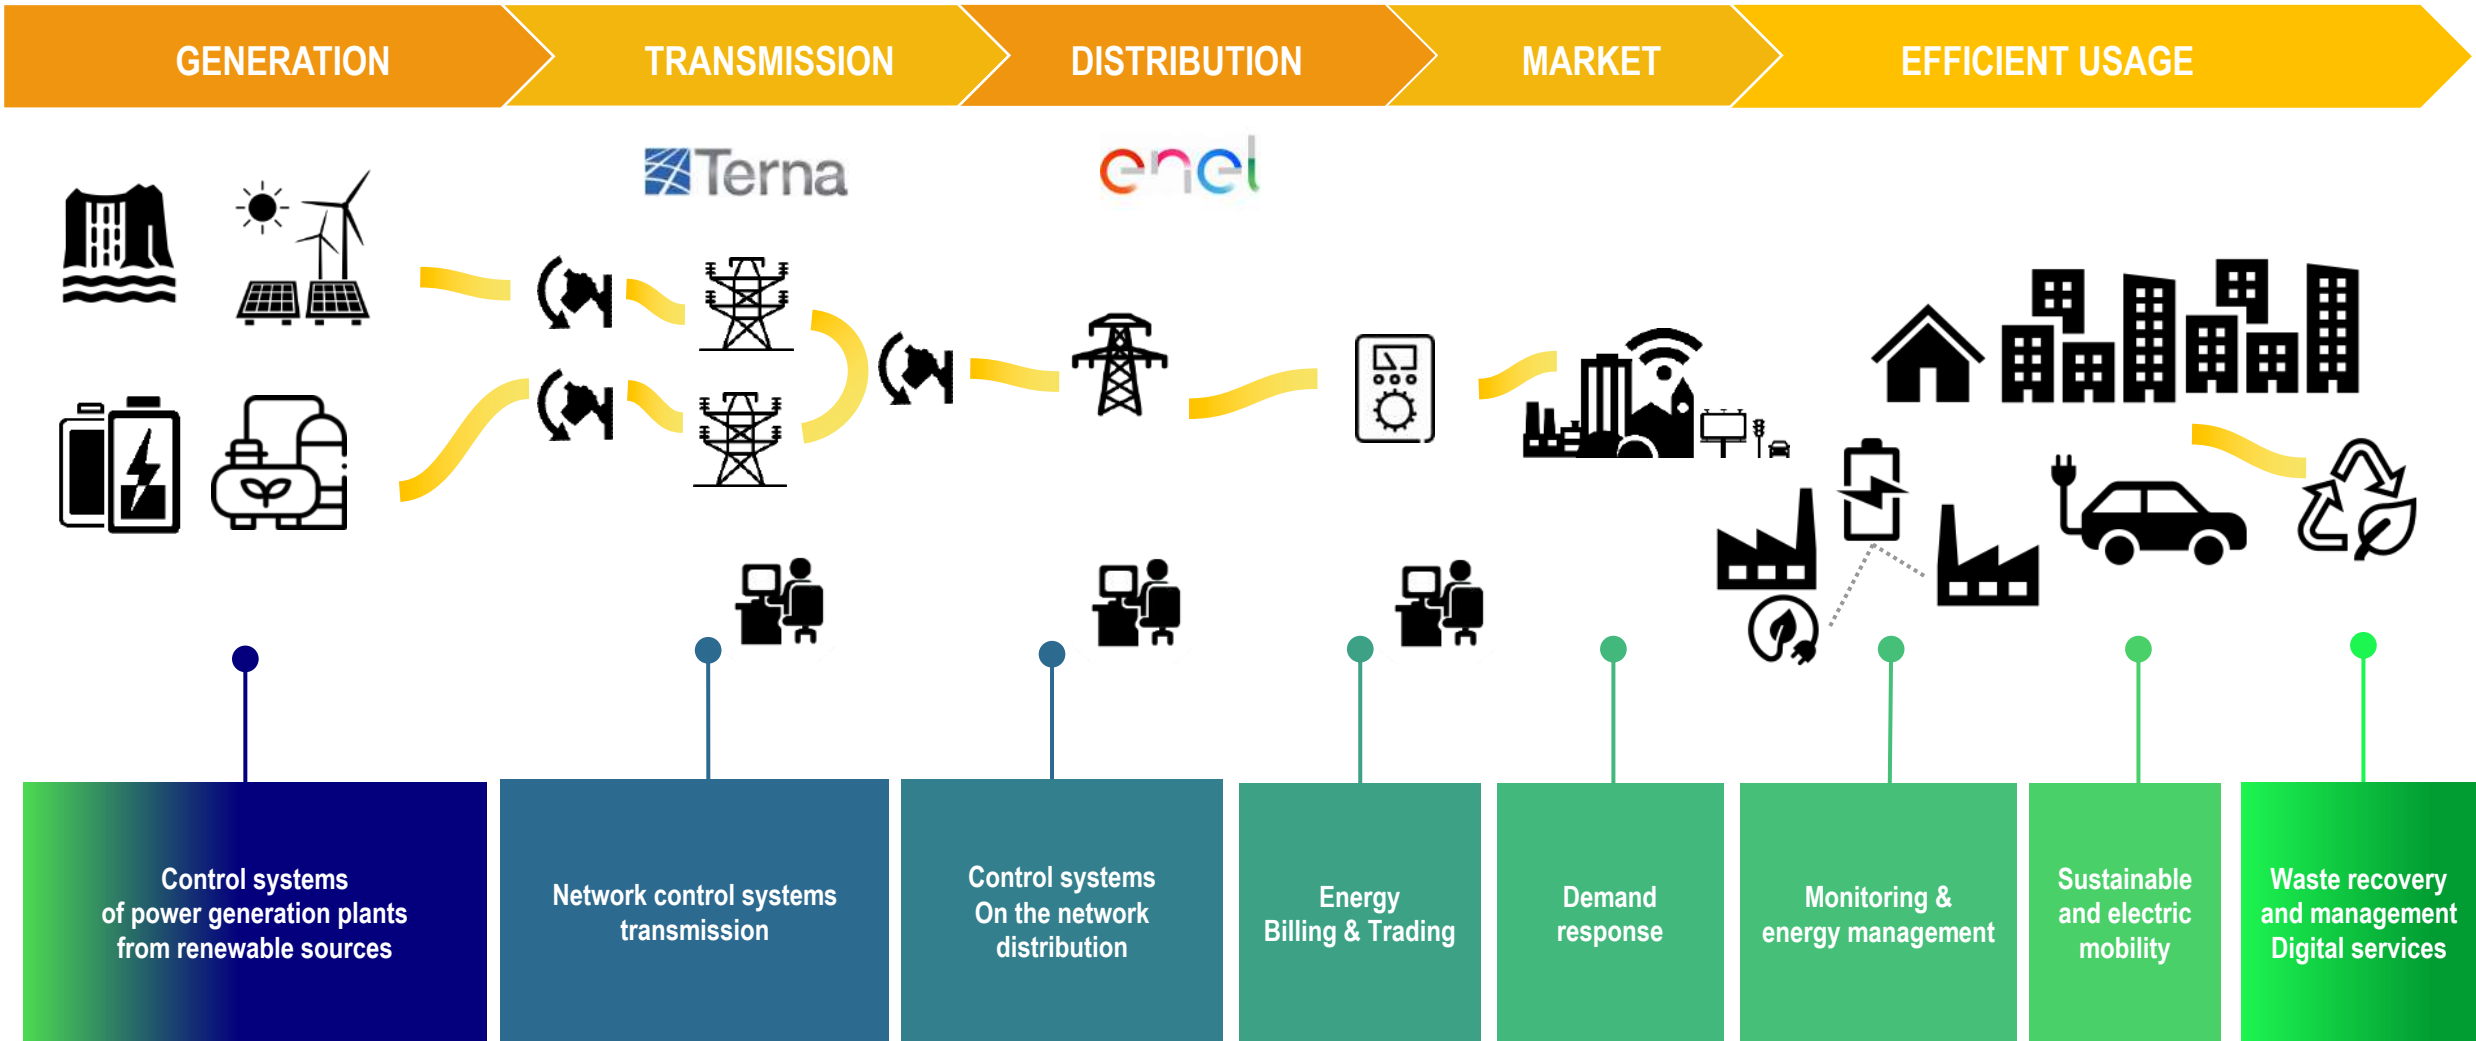 GENERATION
TRANSMISSION
DISTRIBUTION
MARKET
EFFICIENT USAGE
Terna
enel
Control systems
of power generation plants
from renewable sources
Network control systems
transmission
Control systems
On the network
distribution
Energy
Billing & Trading
Demand
response
Monitoring &
energy management
Sustainable
and electric
mobility
Waste recovery
and management
Digital services